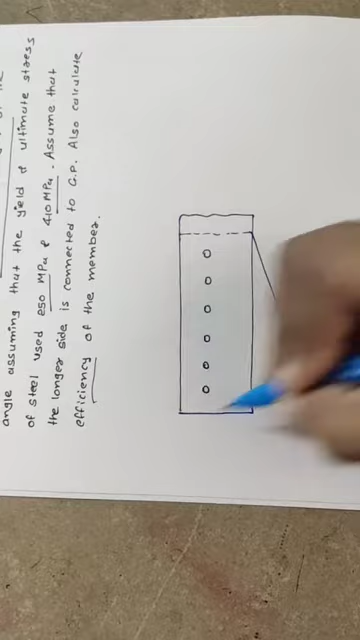 angle assuming that the yield & ultimate stress
of steel used 250 MPa & 410 MPa. Assume that
the longer side is connected to G.P. Also calculate
efficiency of the member.